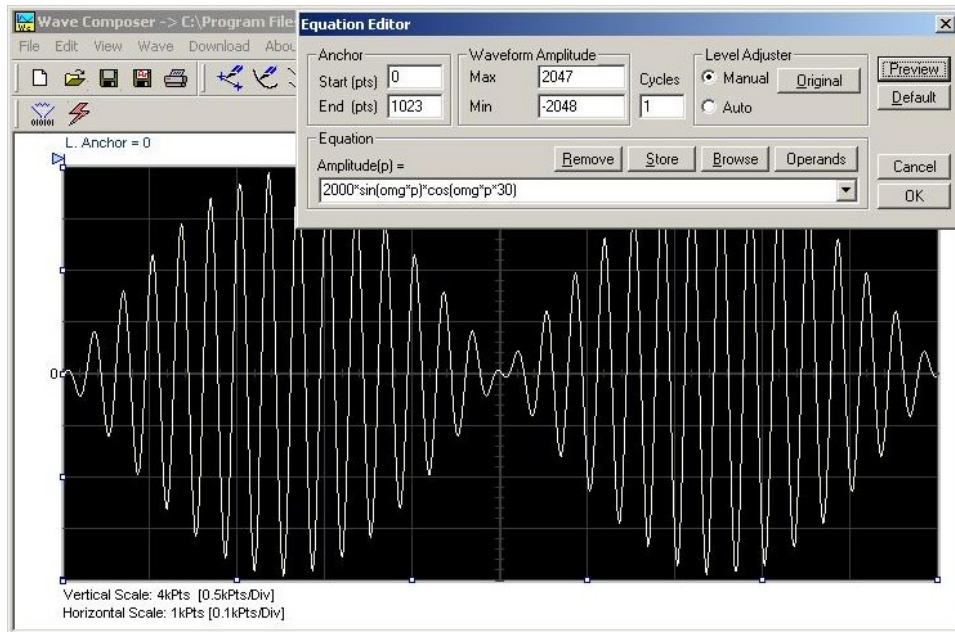 Wave Composer -> C:\Program Files
File Edit View Wave Download Abou
L. Anchor = 0
0
Vertical Scale: 4kPts [0.5kPts/Div]
Horizontal Scale: 1kPts [0.1kPts/Div]
Equation Editor
Anchor
Start (pts) 0
End (pts) 1023
Waveform Amplitude
Max 2047
Min -2048
Cycles
1
Level Adjuster
Manual
Auto
Original
Preview
Default
Equation
Amplitude(p) =
Remove Store Browse Operands
2000*sin(omg*p)*cos(omg*p*30)
Cancel
OK